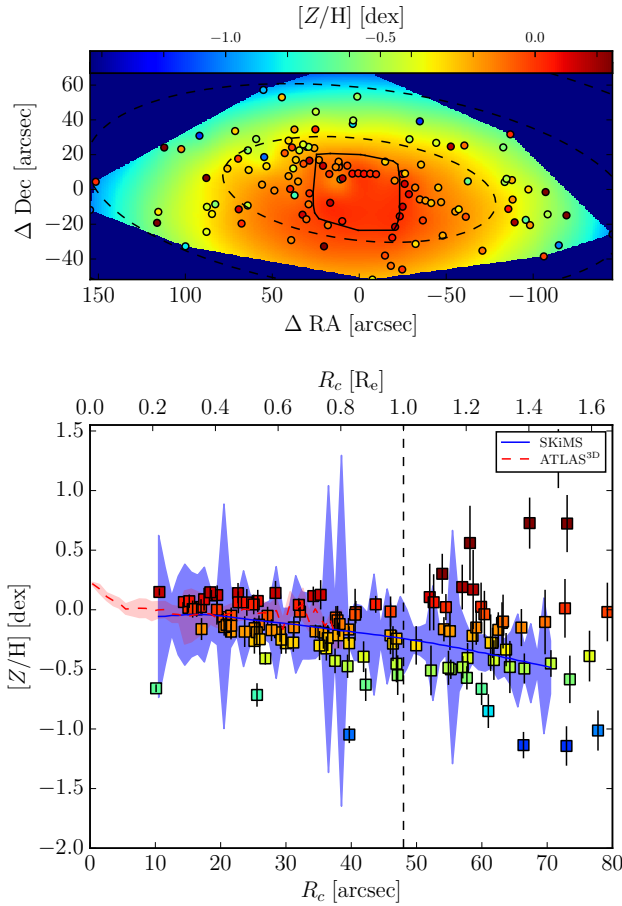 [Z/H] [dex]
−1.0 −0.5 0.0
60
40
20
0
−20
−40
Δ Dec [arcsec]
150 100 50 0 −50 −100
Δ RA [arcsec]
R_c [R_e]
0.0 0.2 0.4 0.6 0.8 1.0 1.2 1.4 1.6
1.5
1.0
0.5
0.0
−0.5
−1.0
−1.5
−2.0
[Z/H] [dex]
SKiMS
ATLAS³ᴰ
0 10 20 30 40 50 60 70 80
R_c [arcsec]